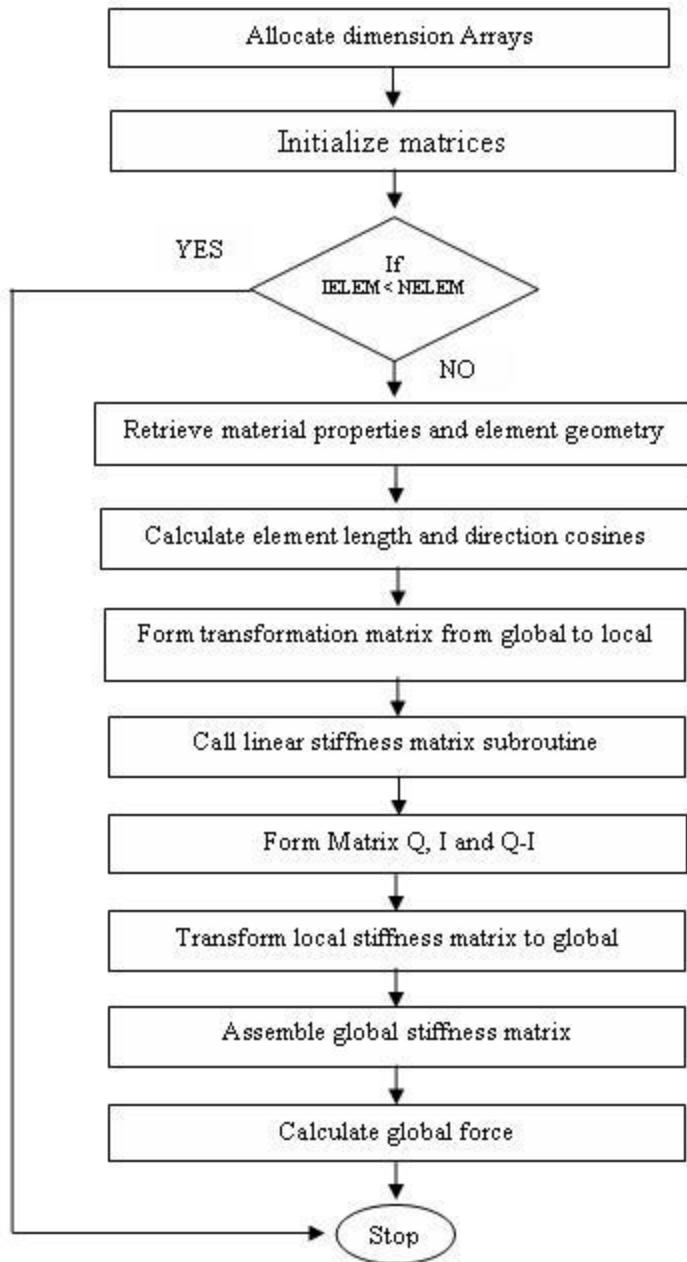 Allocate dimension Arrays
Initialize matrices
YES
If
IELEM < NELEM
NO
Retrieve material properties and element geometry
Calculate element length and direction cosines
Form transformation matrix from global to local
Call linear stiffness matrix subroutine
Form Matrix Q, I and Q-I
Transform local stiffness matrix to global
Assemble global stiffness matrix
Calculate global force
Stop